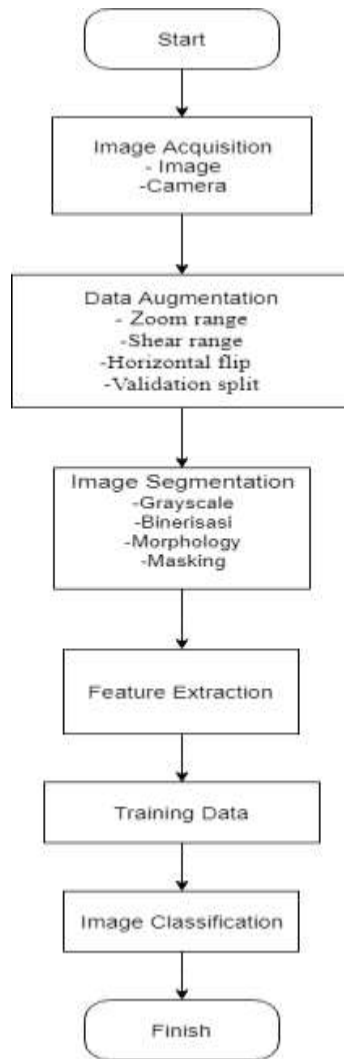 Start
Image Acquisition
- Image
-Camera
Data Augmentation
- Zoom range
-Shear range
-Horizontal flip
-Validation split
Image Segmentation
-Grayscale
-Binerisasi
-Morphology
-Masking
Feature Extraction
Training Data
Image Classification
Finish